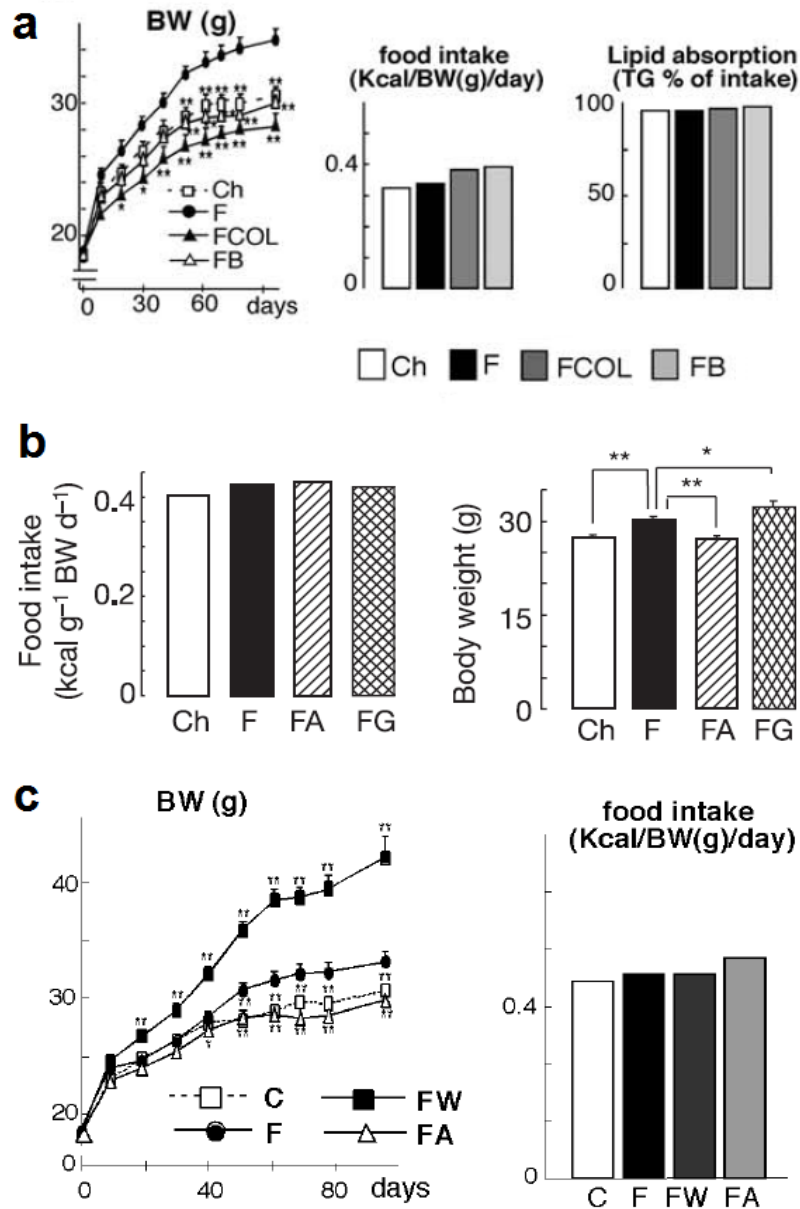 a
BW (g)
30
20
0 30 60 days
Ch
F
FCOL
FB
food intake
(Kcal/BW(g)/day)
0.4
0
Lipid absorption
(TG % of intake)
100
50
0
Ch F FCOL FB
b
Food intake
(kcal g⁻¹ BW d⁻¹)
0.4
0.2
0
Ch F FA FG
Body weight (g)
30
15
0
** * **
Ch F FA FG
c
BW (g)
40
30
20
0
0 40 80 days
C FW
F FA
food intake
(Kcal/BW(g)/day)
0.4
0
C F FW FA